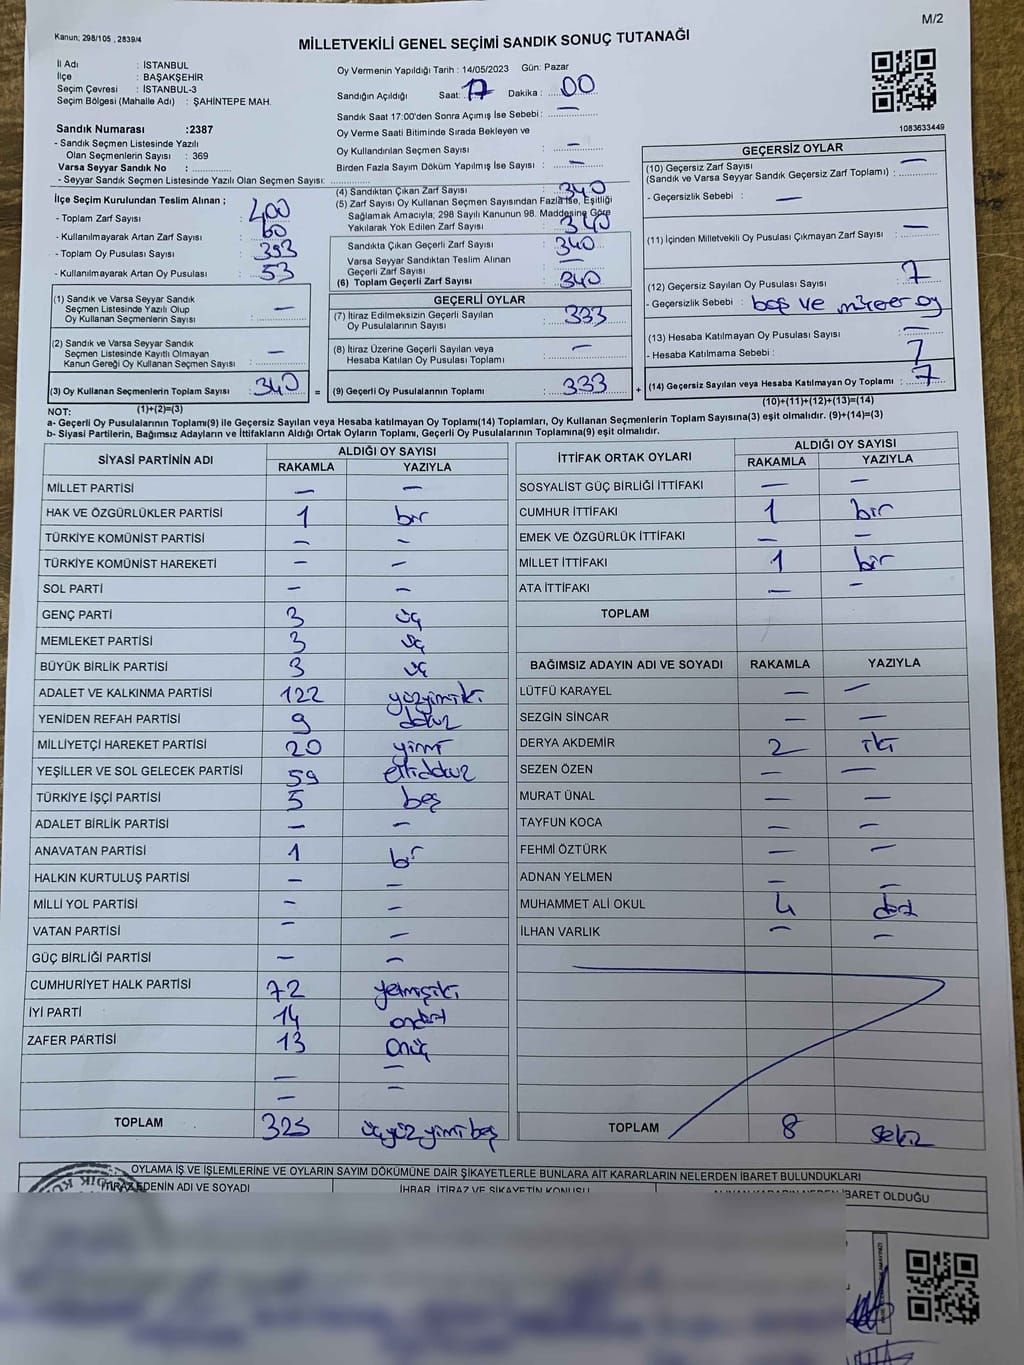 M/2
Kanun; 298/105 , 2839/4
MİLLETVEKİLİ GENEL SEÇİMİ SANDIK SONUÇ TUTANAĞI
İl Adı : İSTANBUL
İlçe : BAŞAKŞEHİR
Seçim Çevresi : İSTANBUL-3
Seçim Bölgesi (Mahalle Adı) : ŞAHİNTEPE MAH.
Sandık Numarası :2387
- Sandık Seçmen Listesinde Yazılı
Olan Seçmenlerin Sayısı : 369
Varsa Seyyar Sandık No :
- Seyyar Sandık Seçmen Listesinde Yazılı Olan Seçmen Sayısı:
İlçe Seçim Kurulundan Teslim Alınan ;
- Toplam Zarf Sayısı : 400
- Kullanılmayarak Artan Zarf Sayısı : 60
- Toplam Oy Pusulası Sayısı : 393
- Kullanılmayarak Artan Oy Pusulası : 53
Oy Vermenin Yapıldığı Tarih : 14/05/2023 Gün: Pazar
Sandığın Açıldığı Saat: 17 Dakika : 00
Sandık Saat 17:00'den Sonra Açımış İse Sebebi : —
Oy Verme Saati Bitiminde Sırada Bekleyen ve
Oy Kullandırılan Seçmen Sayısı : —
Birden Fazla Sayım Döküm Yapılmış İse Sayısı : —
(4) Sandıktan Çıkan Zarf Sayısı : 340
(5) Zarf Sayısı Oy Kullanan Seçmen Sayısından Fazla İse, Eşitliği
Sağlamak Amacıyla; 298 Sayılı Kanunun 98. Maddesine Göre
Yakılarak Yok Edilen Zarf Sayısı : 340
Sandıkta Çıkan Geçerli Zarf Sayısı : 340
Varsa Seyyar Sandıktan Teslim Alınan
Geçerli Zarf Sayısı : —
(6) Toplam Geçerli Zarf Sayısı : 340
1083633449
GEÇERSİZ OYLAR
(10) Geçersiz Zarf Sayısı —
(Sandık ve Varsa Seyyar Sandık Geçersiz Zarf Toplamı) :
- Geçersizlik Sebebi : —
(11) İçinden Milletvekili Oy Pusulası Çıkmayan Zarf Sayısı : —
(12) Geçersiz Sayılan Oy Pusulası Sayısı : 7
- Geçersizlik Sebebi : boş ve
(13) Hesaba Katılmayan Oy Pusulası Sayısı : —
- Hesaba Katılmama Sebebi : 7
(14) Geçersiz Sayılan veya Hesaba Katılmayan Oy Toplamı : 7
(10)+(11)+(12)+(13)=(14)
(1) Sandık ve Varsa Seyyar Sandık
Seçmen Listesinde Yazılı Olup
Oy Kullanan Seçmenlerin Sayısı : —
(2) Sandık ve Varsa Seyyar Sandık
Seçmen Listesinde Kayıtlı Olmayan
Kanun Gereği Oy Kullanan Seçmen Sayısı : —
(3) Oy Kullanan Seçmenlerin Toplam Sayısı : 340 =
(1)+(2)=(3)
GEÇERLİ OYLAR
(7) İtiraz Edilmeksizin Geçerli Sayılan
Oy Pusulalarının Sayısı : 333
(8) İtiraz Üzerine Geçerli Sayılan veya
Hesaba Katılan Oy Pusulası Toplamı : —
(9) Geçerli Oy Pusulalarının Toplamı : 333 +
NOT:
a- Geçerli Oy Pusulalarının Toplamı(9) ile Geçersiz Sayılan veya Hesaba katılmayan Oy Toplam(14) Toplamları, Oy Kullanan Seçmenlerin Toplam Sayısına(3) eşit olmalıdır. (9)+(14)=(3)
b- Siyasi Partilerin, Bağımsız Adayların ve İttifakların Aldığı Ortak Oyların Toplamı, Geçerli Oy Pusulalarının Toplamına(9) eşit olmalıdır.
SİYASİ PARTİNİN ADI ALDIĞI OY SAYISI
RAKAMLA YAZIYLA
MİLLET PARTİSİ — —
HAK VE ÖZGÜRLÜKLER PARTİSİ 1 bir
TÜRKİYE KOMÜNİST PARTİSİ — —
TÜRKİYE KOMÜNİST HAREKETİ — —
SOL PARTİ — —
GENÇ PARTİ 3 üç
MEMLEKET PARTİSİ 3 üç
BÜYÜK BİRLİK PARTİSİ 3 üç
ADALET VE KALKINMA PARTİSİ 122 yüzyirmiiki
YENİDEN REFAH PARTİSİ 9 dokuz
MİLLİYETÇİ HAREKET PARTİSİ 20 yirmi
YEŞİLLER VE SOL GELECEK PARTİSİ 59 ellidokuz
TÜRKİYE İŞÇİ PARTİSİ 5 beş
ADALET BİRLİK PARTİSİ — —
ANAVATAN PARTİSİ 1 bir
HALKIN KURTULUŞ PARTİSİ — —
MİLLİ YOL PARTİSİ — —
VATAN PARTİSİ — —
GÜÇ BİRLİĞİ PARTİSİ — —
CUMHURİYET HALK PARTİSİ 72 yetmişiki
İYİ PARTİ 14 ondört
ZAFER PARTİSİ 13 onüç
— —
— —
TOPLAM 325 üçyüz yirmi beş
İTTİFAK ORTAK OYLARI ALDIĞI OY SAYISI
RAKAMLA YAZIYLA
SOSYALİST GÜÇ BİRLİĞİ İTTİFAKI — —
CUMHUR İTTİFAKI 1 bir
EMEK VE ÖZGÜRLÜK İTTİFAKI — —
MİLLET İTTİFAKI 1 bir
ATA İTTİFAKI — —
TOPLAM
BAĞIMSIZ ADAYIN ADI VE SOYADI RAKAMLA YAZIYLA
LÜTFÜ KARAYEL — —
SEZGİN SİNCAR — —
DERYA AKDEMİR 2 iki
SEZEN ÖZEN — —
MURAT ÜNAL — —
TAYFUN KOCA — —
FEHMİ ÖZTÜRK — —
ADNAN YELMEN — —
MUHAMMET ALİ OKUL 4 dört
İLHAN VARLIK — —
TOPLAM 8 sekiz
OYLAMA İŞ VE İŞLEMLERİNE VE OYLARIN SAYIM DÖKÜMÜNE DAİR ŞİKAYETLERLE BUNLARA AİT KARARLARIN NELERDEN İBARET BULUNDUKLARI
İTİRAZ EDENİN ADI VE SOYADI İHBAR, İTİRAZ VE ŞİKAYETİN KONUSU İBARET OLDUĞU